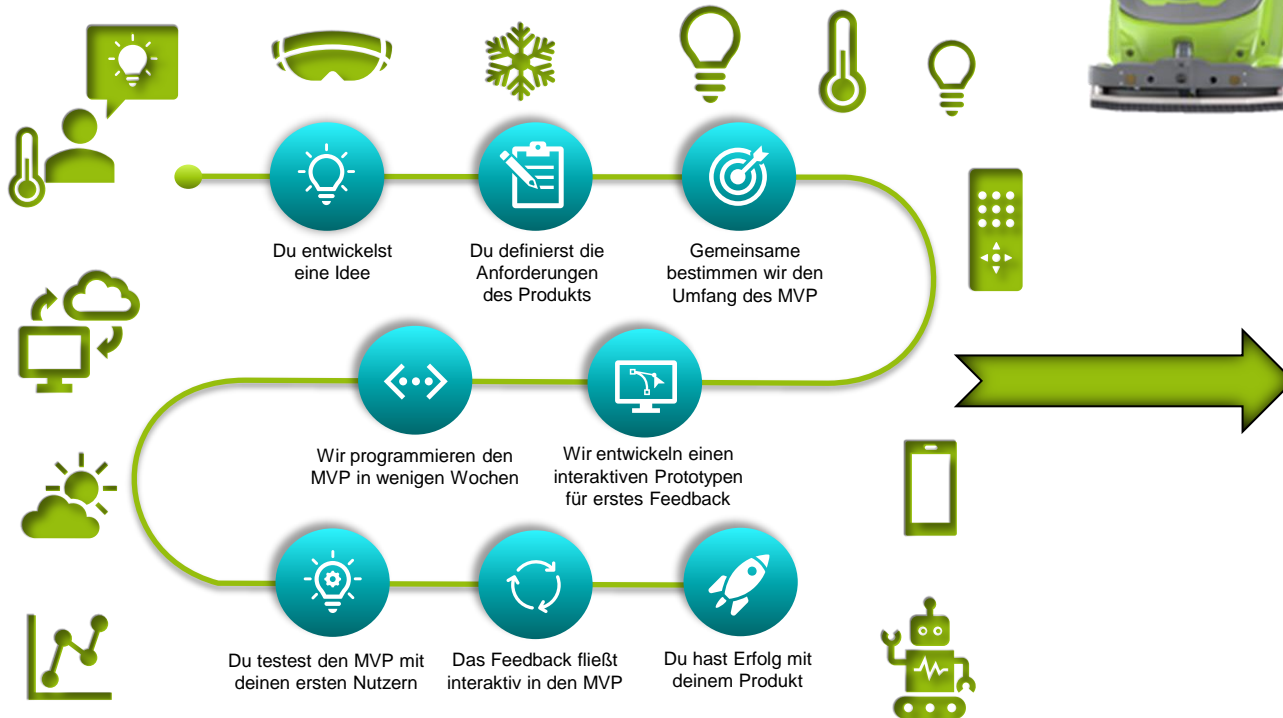 Du entwickelst
eine Idee
Du definierst die
Anforderungen
des Produkts
Gemeinsame
bestimmen wir den
Umfang des MVP
Wir entwickeln einen
interaktiven Prototypen
für erstes Feedback
Wir programmieren den
MVP in wenigen Wochen
Du testest den MVP mit
deinen ersten Nutzern
Das Feedback fließt
interaktiv in den MVP
Du hast Erfolg mit
deinem Produkt